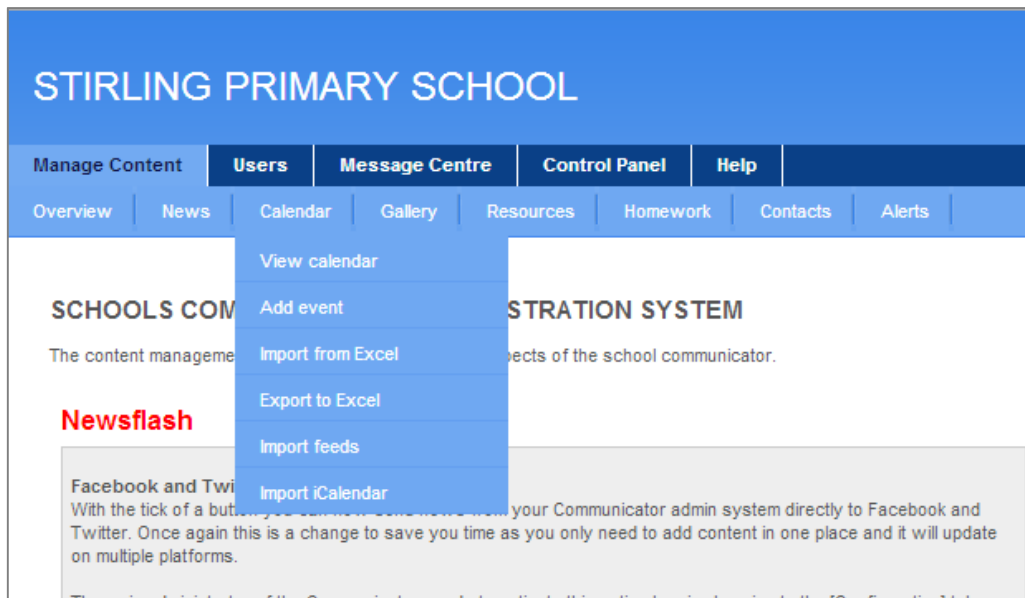 STIRLING PRIMARY SCHOOL
Manage Content Users Message Centre Control Panel Help
Overview News Calendar Gallery Resources Homework Contacts Alerts
View calendar
Add event
Import from Excel
Export to Excel
Import feeds
Import iCalendar
SCHOOLS COM STRATION SYSTEM
The content manageme pects of the school communicator.
Newsflash
Facebook and Twi
With the tick of a your Communicator admin system directly to Facebook and
Twitter. Once again this is a change to save you time as you only need to add content in one place and it will update
on multiple platforms.